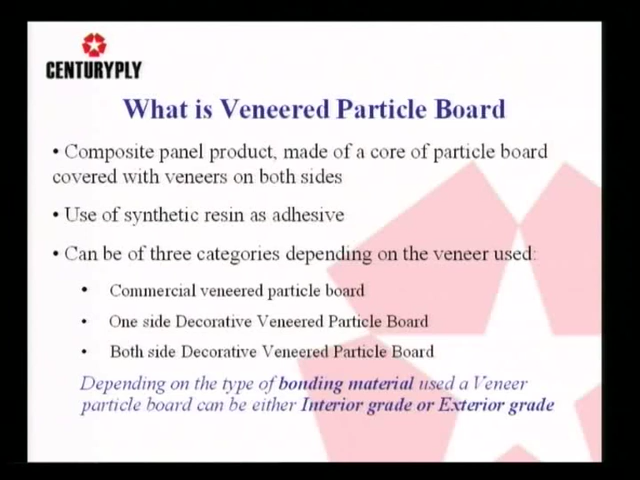 CENTURYPLY
What is Veneered Particle Board
• Composite panel product, made of a core of particle board
covered with veneers on both sides
• Use of synthetic resin as adhesive
• Can be of three categories depending on the veneer used:
• Commercial veneered particle board
• One side Decorative Veneered Particle Board
• Both side Decorative Veneered Particle Board
Depending on the type of bonding material used a Veneer
particle board can be either Interior grade or Exterior grade